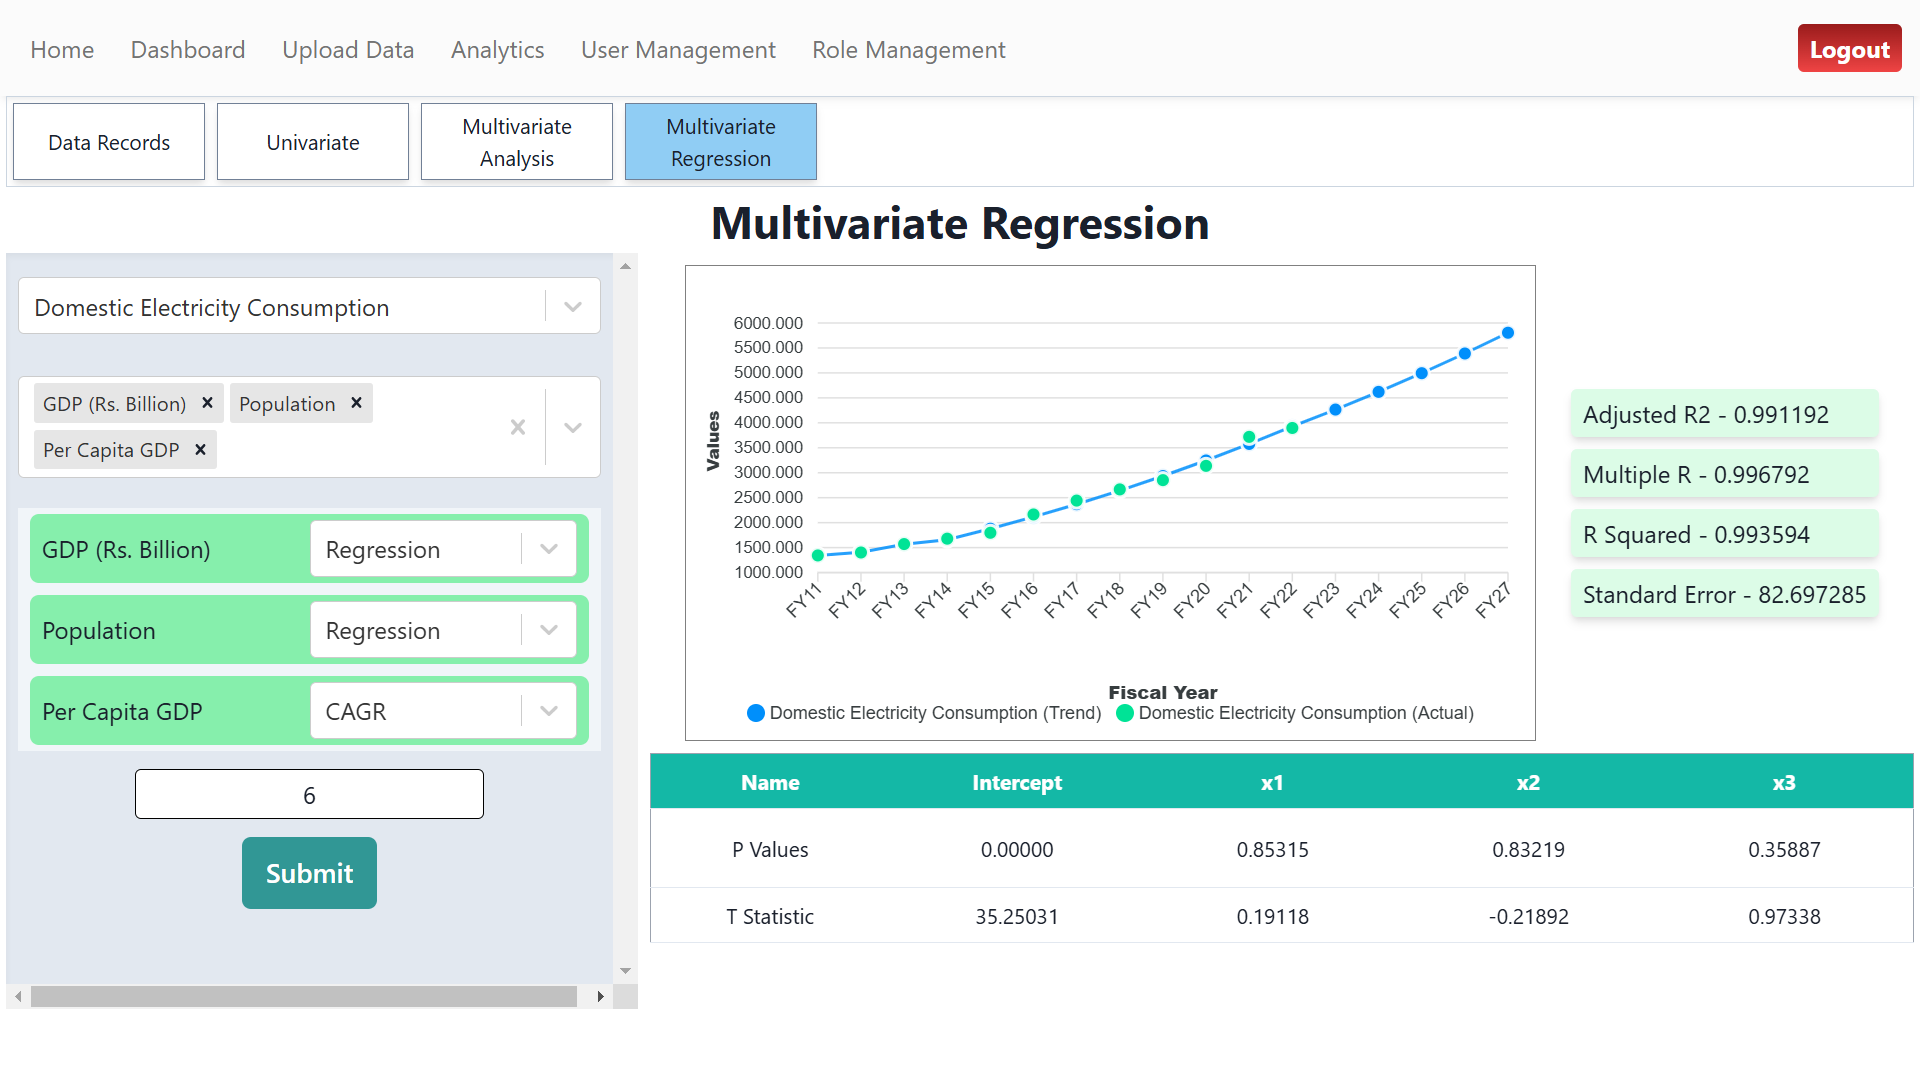 Home Dashboard Upload Data Analytics User Management Role Management Logout
Data Records
Univariate
Multivariate
Analysis
Multivariate
Regression
Multivariate Regression
Domestic Electricity Consumption
GDP (Rs. Billion) × Population ×
Per Capita GDP ×
GDP (Rs. Billion) Regression
Population Regression
Per Capita GDP CAGR
6
Submit
Values
6000.000
5500.000
5000.000
4500.000
4000.000
3500.000
3000.000
2500.000
2000.000
1500.000
1000.000
FY11 FY12 FY13 FY14 FY15 FY16 FY17 FY18 FY19 FY20 FY21 FY22 FY23 FY24 FY25 FY26 FY27
Fiscal Year
Domestic Electricity Consumption (Trend) Domestic Electricity Consumption (Actual)
Adjusted R2 - 0.991192
Multiple R - 0.996792
R Squared - 0.993594
Standard Error - 82.697285
Name Intercept x1 x2 x3
P Values 0.00000 0.85315 0.83219 0.35887
T Statistic 35.25031 0.19118 -0.21892 0.97338